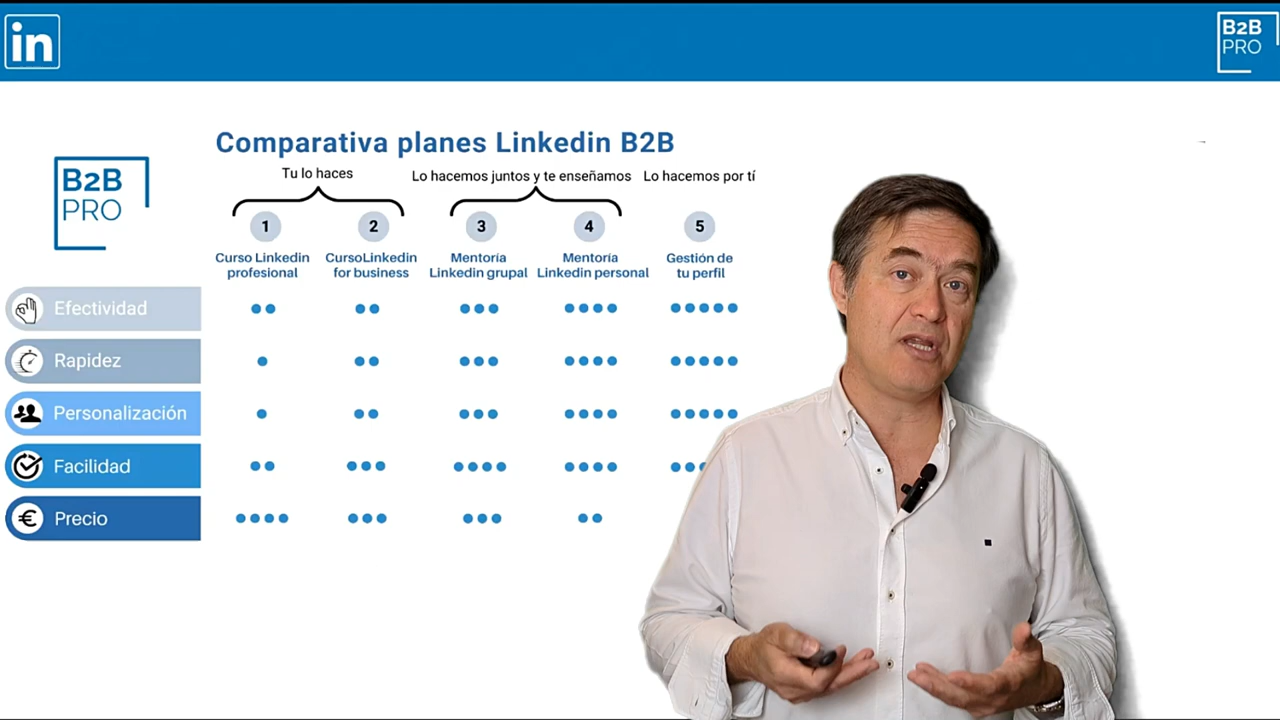 in
B2B
PRO
Comparativa planes Linkedin B2B
Tu lo haces
Lo hacemos juntos y te enseñamos
Lo hacemos por tí
B2B
PRO
1
2
3
4
5
Curso Linkedin
profesional
CursoLinkedin
for business
Mentoría
Linkedin grupal
Mentoría
Linkedin personal
Gestión de
tu perfil
Efectividad
Rapidez
Personalización
Facilidad
€
Precio